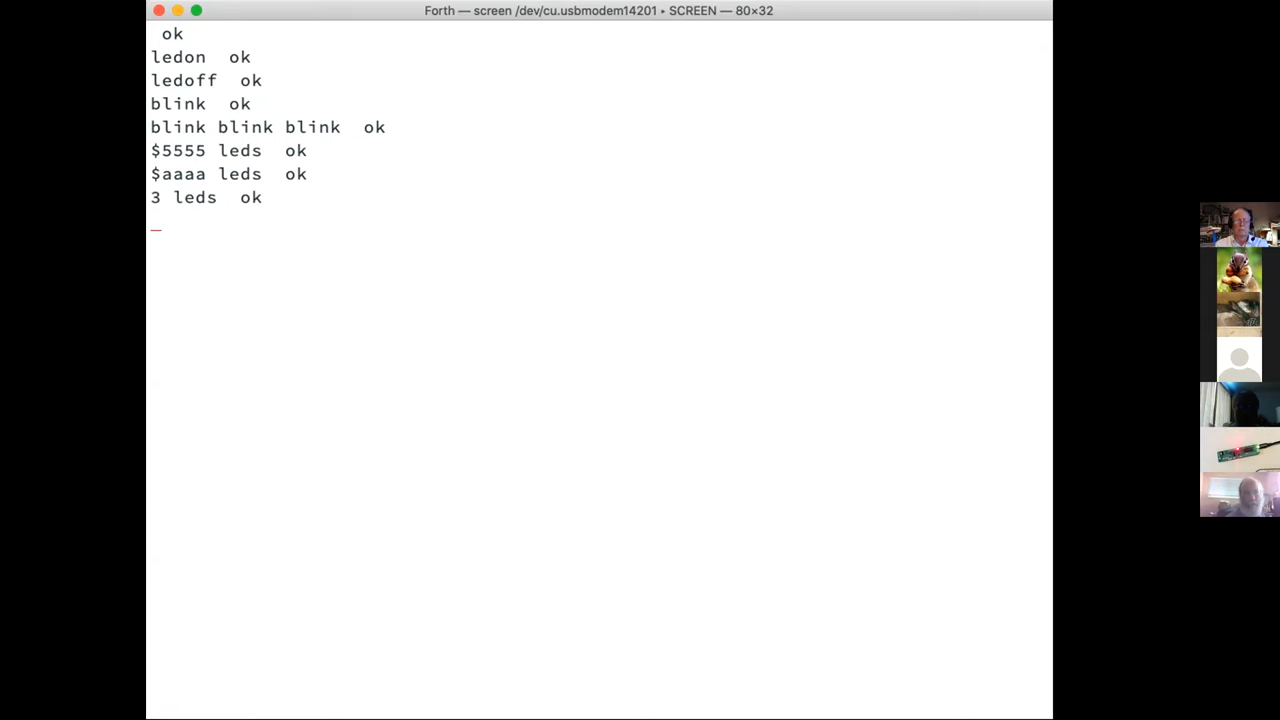 Forth — screen /dev/cu.usbmodem14201 ▸ SCREEN — 80×32
ok
ledon  ok
ledoff  ok
blink  ok
blink blink blink  ok
$5555 leds  ok
$aaaa leds  ok
3 leds  ok